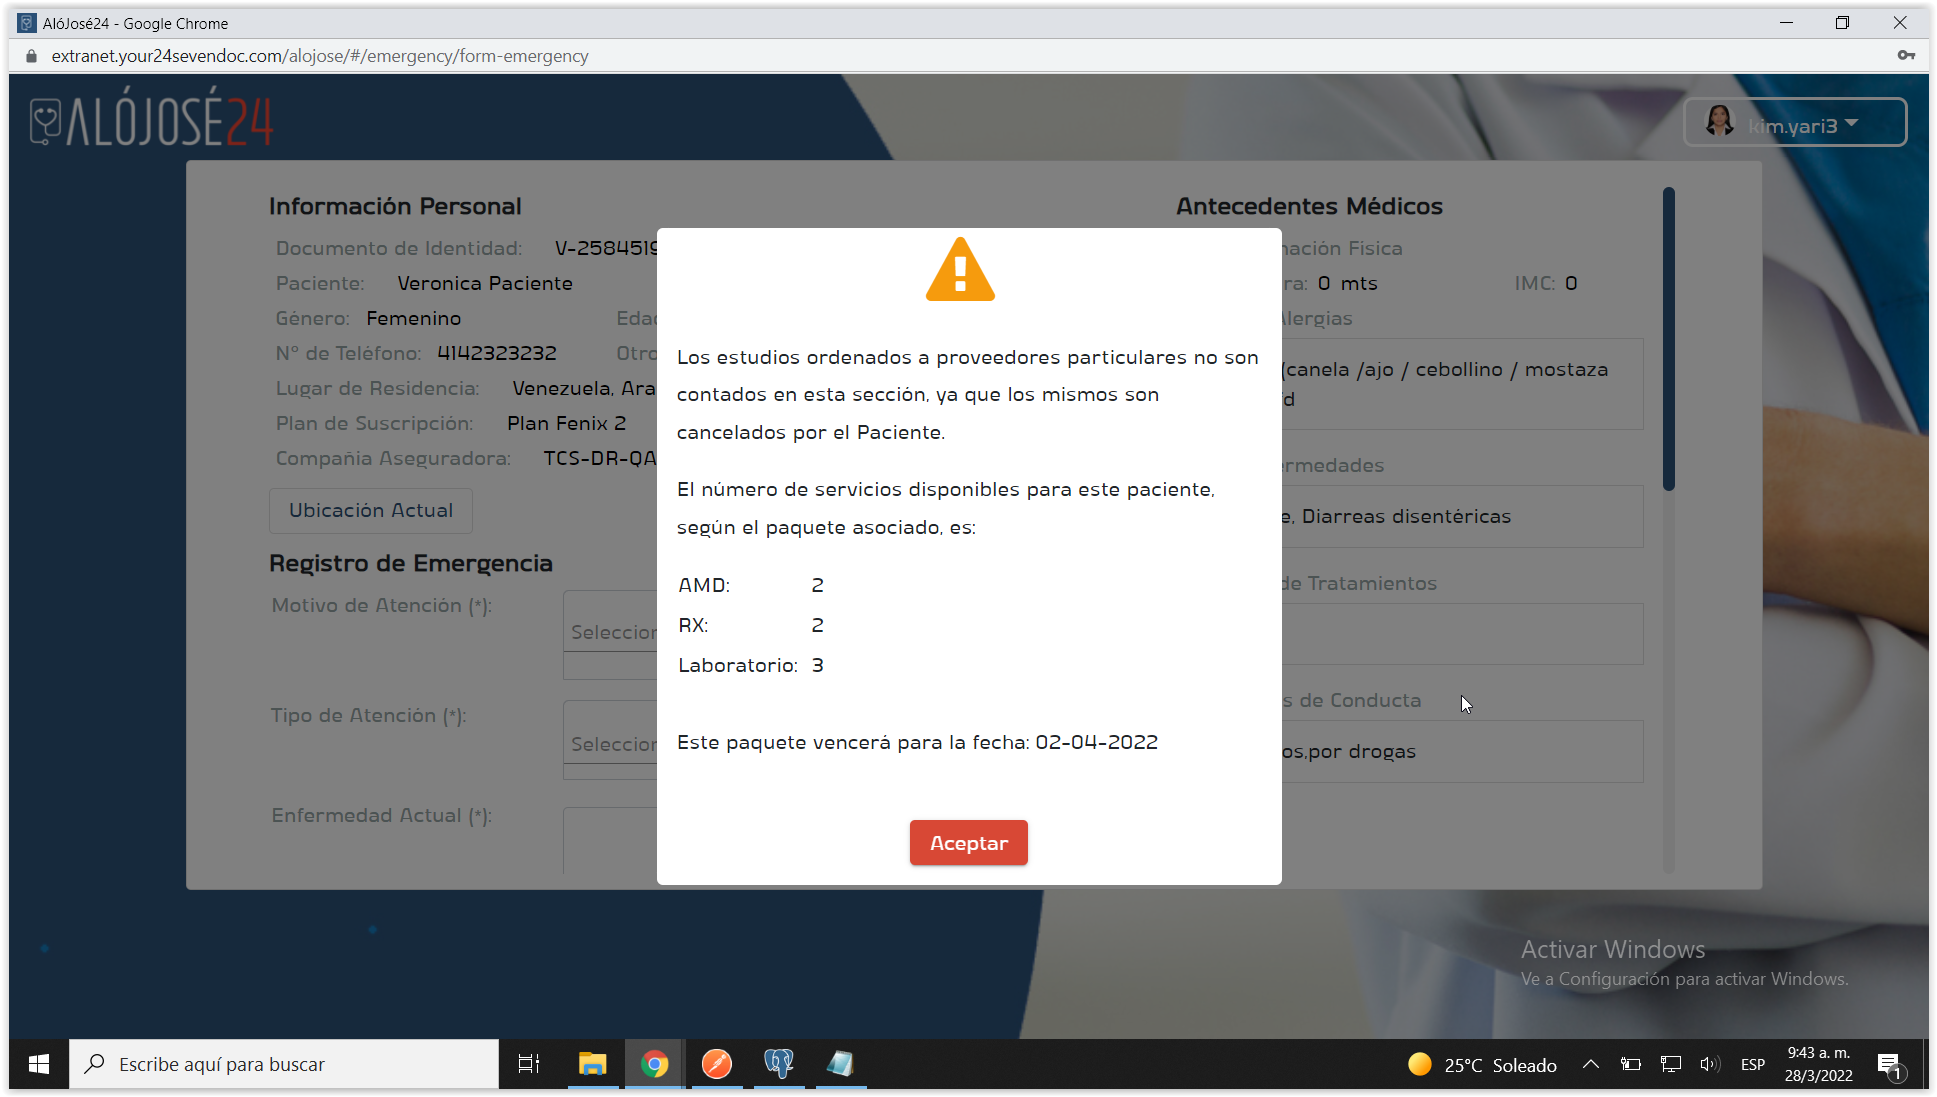 AlóJosé24 - Google Chrome
extranet.your24sevendoc.com/alojose/#/emergency/form-emergency
ALÓJOSÉ24
kim.yari3
Información Personal
Documento de Identidad: V-2584519
Paciente: Veronica Paciente
Género: Femenino Edad
N° de Teléfono: 4142323232 Otro
Lugar de Residencia: Venezuela, Ara
Plan de Suscripción: Plan Fenix 2
Compañia Aseguradora: TCS-DR-QA
Ubicación Actual
Registro de Emergencia
Motivo de Atención (*):
Seleccion
Tipo de Atención (*):
Seleccion
Enfermedad Actual (*):
Los estudios ordenados a proveedores particulares no son
contados en esta sección, ya que los mismos son
cancelados por el Paciente.
El número de servicios disponibles para este paciente,
según el paquete asociado, es:
AMD: 2
RX: 2
Laboratorio: 3
Este paquete vencerá para la fecha: 02-04-2022
Aceptar
Antecedentes Médicos
mación Fisica
ra: 0 mts IMC: 0
Alergias
/canela /ajo / cebollino / mostaza
d
ermedades
e, Diarreas disentéricas
de Tratamientos
s de Conducta
os,por drogas
Activar Windows
Ve a Configuración para activar Windows.
Escribe aquí para buscar
25°C Soleado
ESP
9:43 a. m.
28/3/2022
1